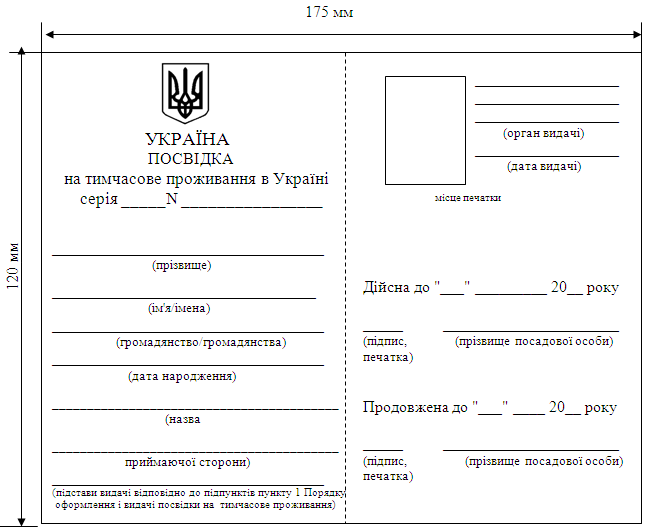 175 мм
120 мм
УКРАЇНА
ПОСВІДКА
на тимчасове проживання в Україні
серія _____N ________________
(прізвище)
(ім'я/імена)
(громадянство/громадянства)
(дата народження)
(назва
приймаючої сторони)
(підстави видачі відповідно до підпунктів пункту 1 Порядку
оформлення і видачі посвідки на тимчасове проживання)
(орган видачі)
(дата видачі)
місце печатки
Дійсна до "___" _________ 20__ року
(підпис,
печатка)
(прізвище посадової особи)
Продовжена до "___" ____ 20__ року
(підпис,
печатка)
(прізвище посадової особи)